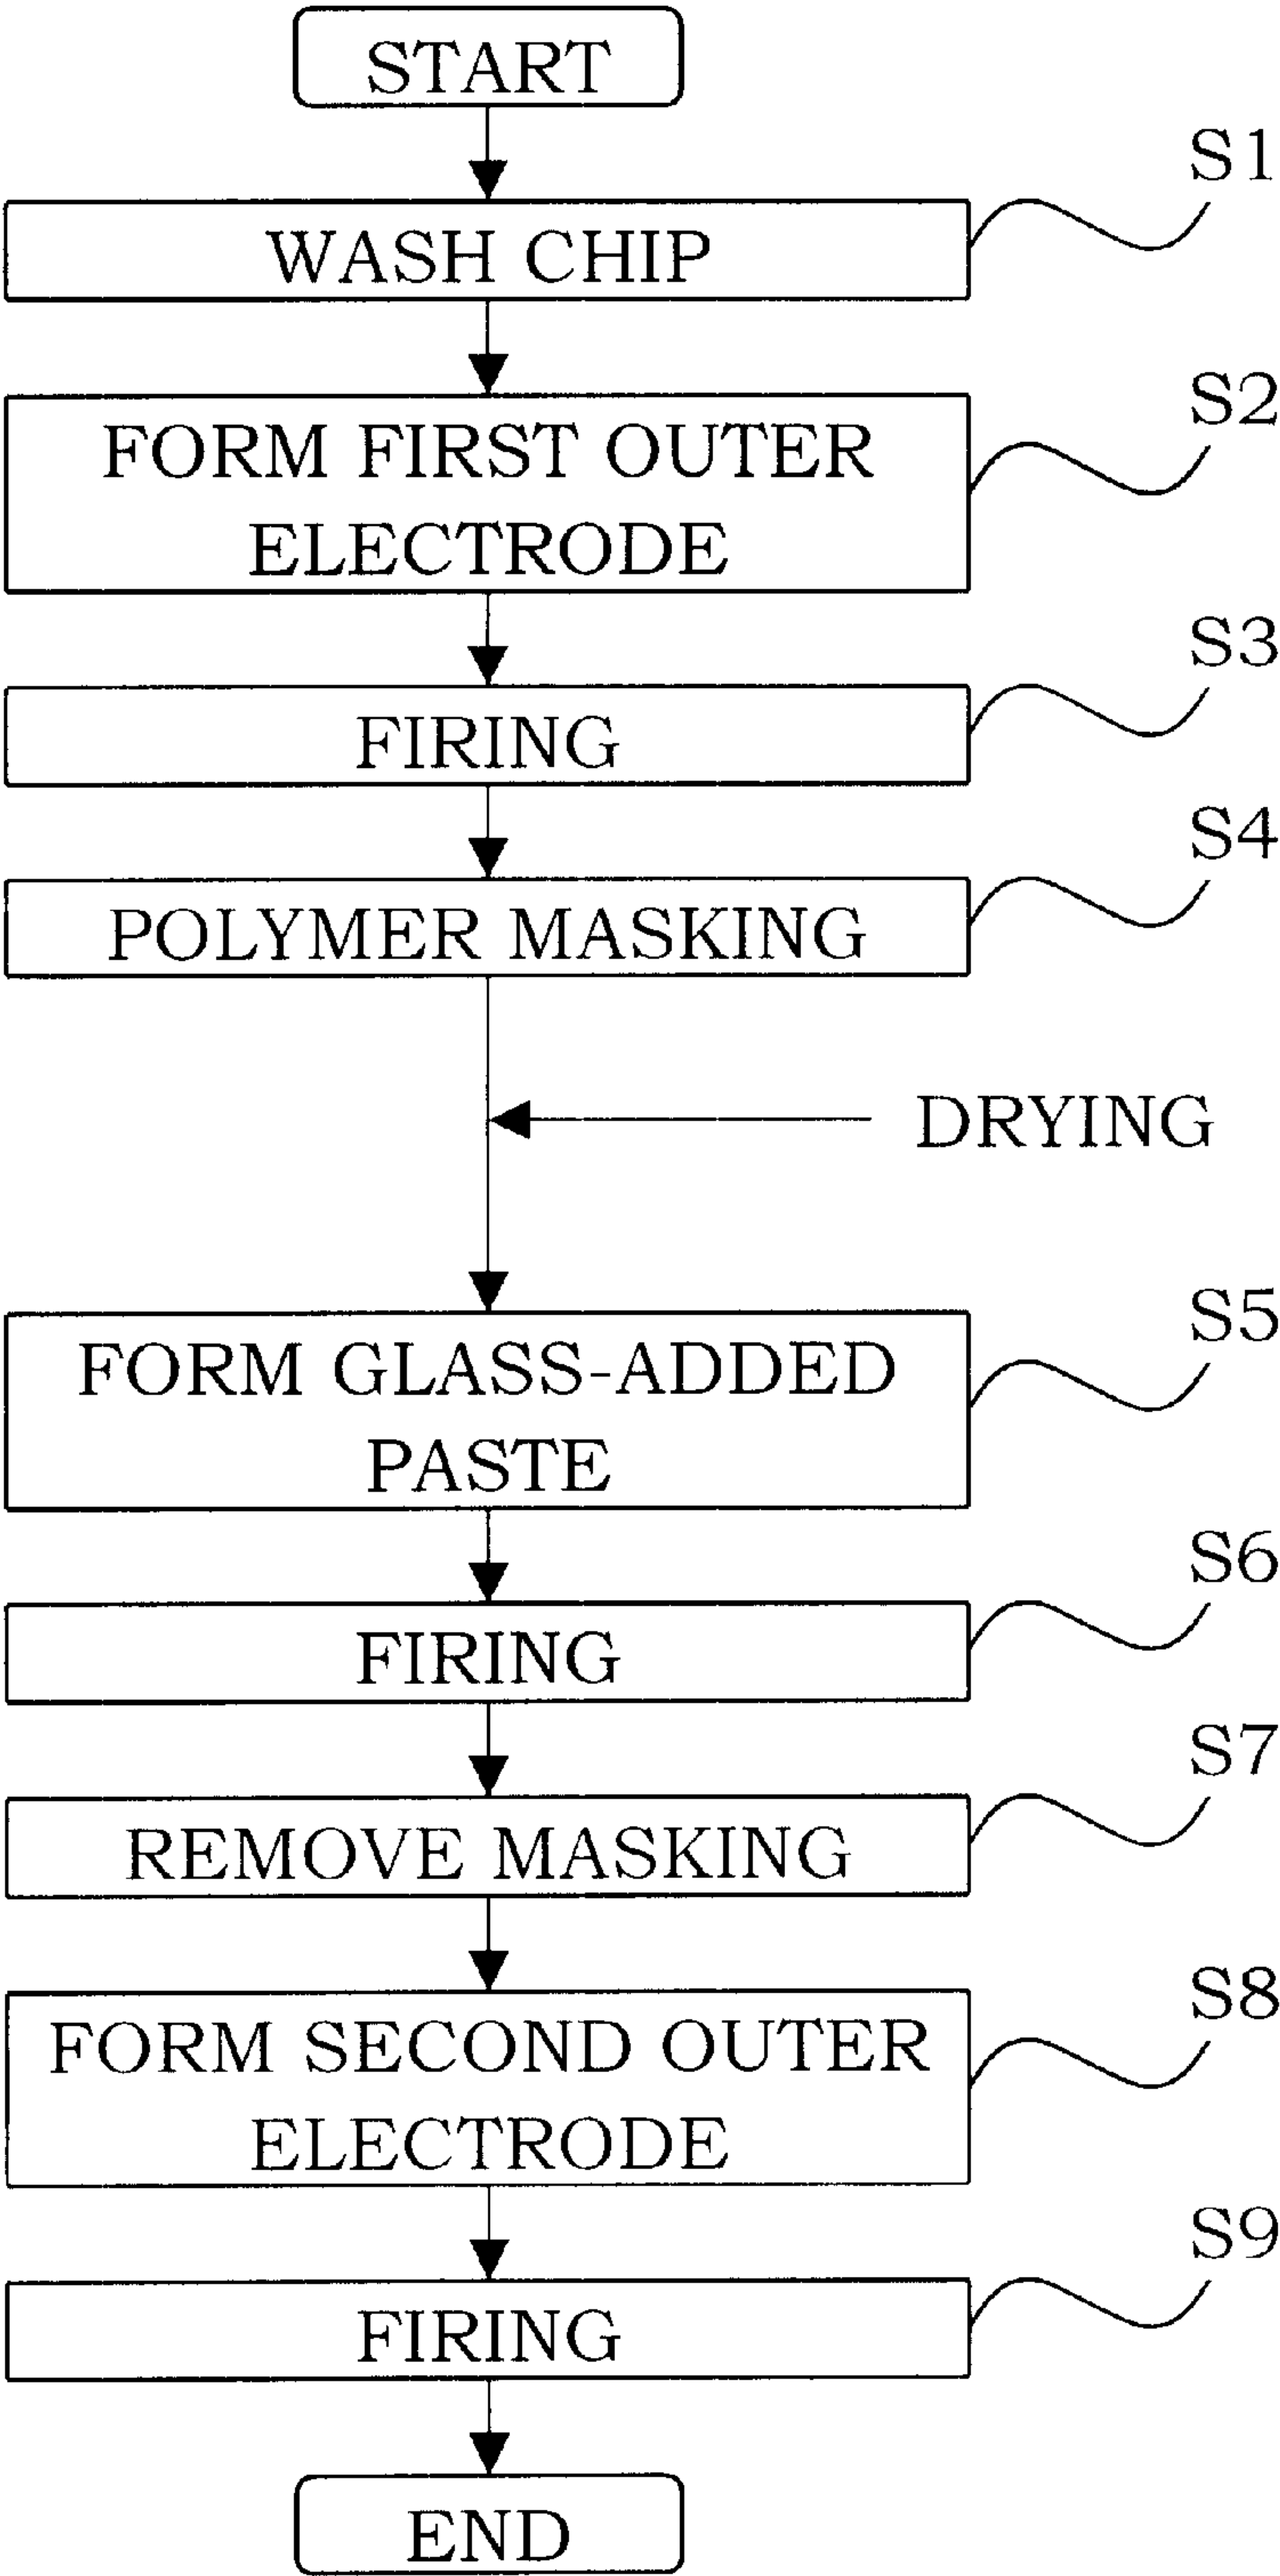 START
S1
WASH CHIP
S2
FORM FIRST OUTER
ELECTRODE
S3
FIRING
S4
POLYMER MASKING
DRYING
S5
FORM GLASS-ADDED
PASTE
S6
FIRING
S7
REMOVE MASKING
S8
FORM SECOND OUTER
ELECTRODE
S9
FIRING
END